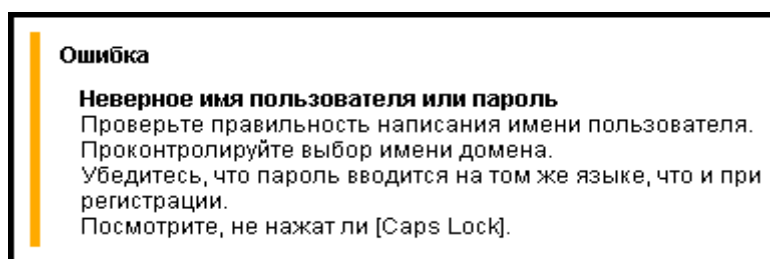 Ошибка
Неверное имя пользователя или пароль
Проверьте правильность написания имени пользователя.
Проконтролируйте выбор имени домена.
Убедитесь, что пароль вводится на том же языке, что и при
регистрации.
Посмотрите, не нажат ли [Caps Lock].